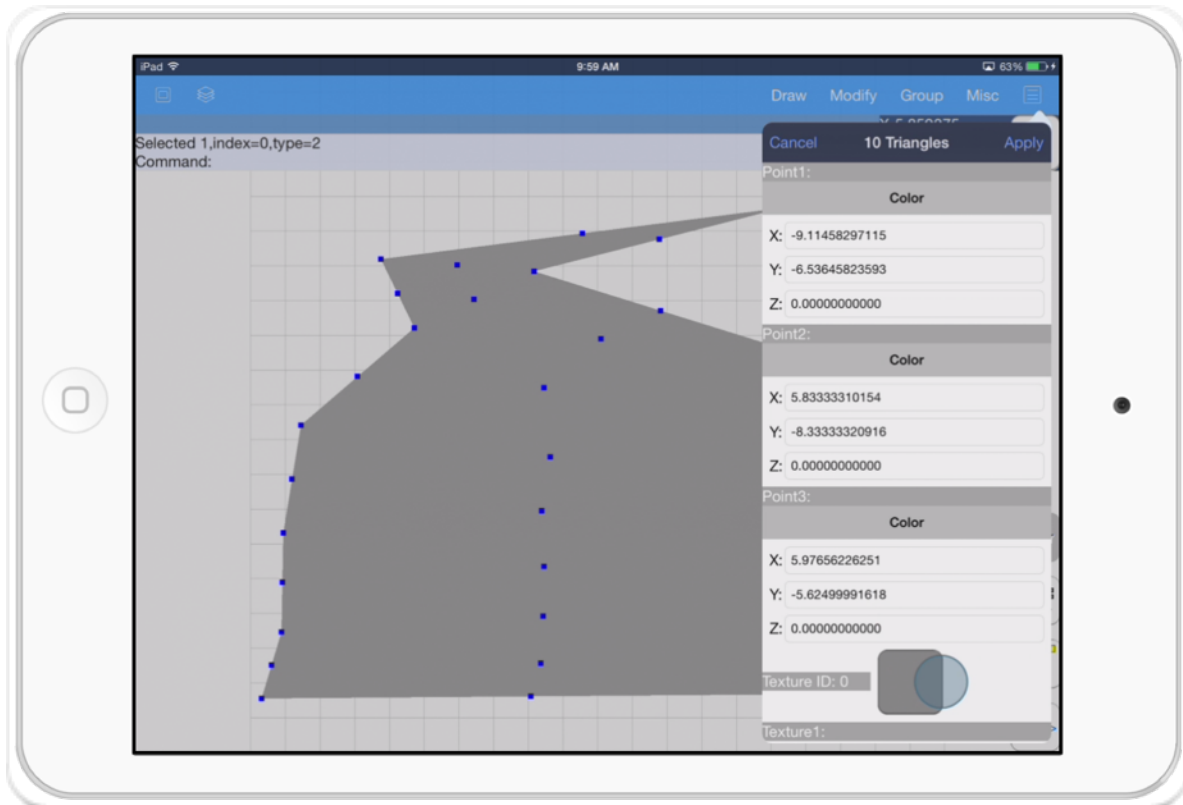 iPad 9:59 AM 63%
Draw Modify Group Misc
Selected 1,index=0,type=2
Command:
Cancel 10 Triangles Apply
Point1:
Color
X: -9.11458297115
Y: -6.53645823593
Z: 0.00000000000
Point2:
Color
X: 5.83333310154
Y: -8.33333320916
Z: 0.00000000000
Point3:
Color
X: 5.97656226251
Y: -5.62499991618
Z: 0.00000000000
Texture ID: 0
Texture1: